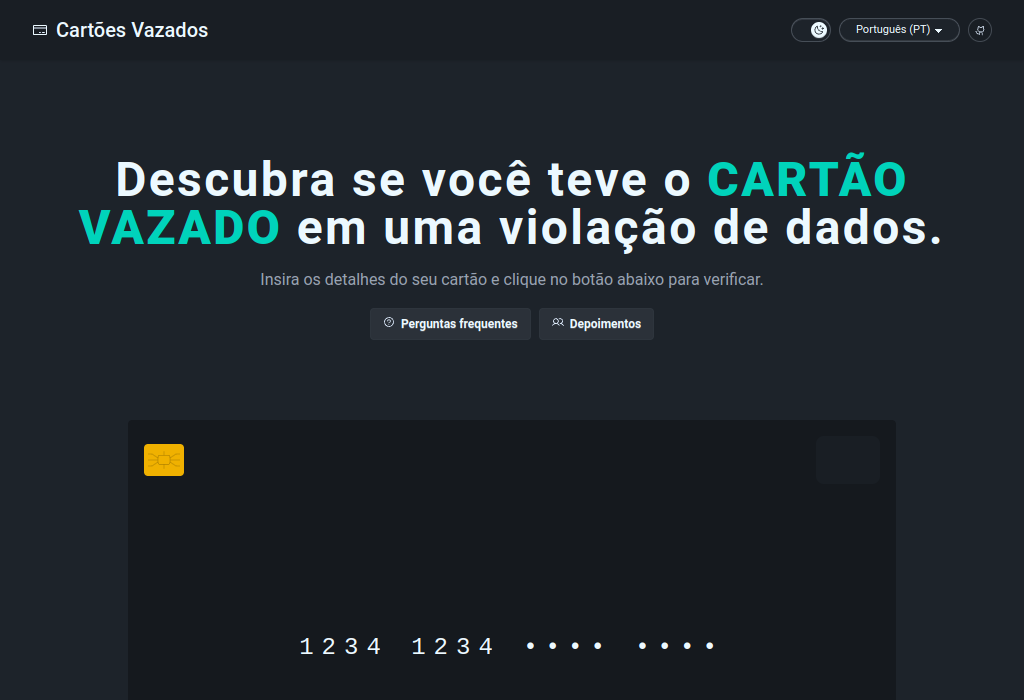 Cartões Vazados
Português (PT)
Descubra se você teve o CARTÃO
VAZADO em uma violação de dados.
Insira os detalhes do seu cartão e clique no botão abaixo para verificar.
Perguntas frequentes
Depoimentos
1234 1234 •••• ••••